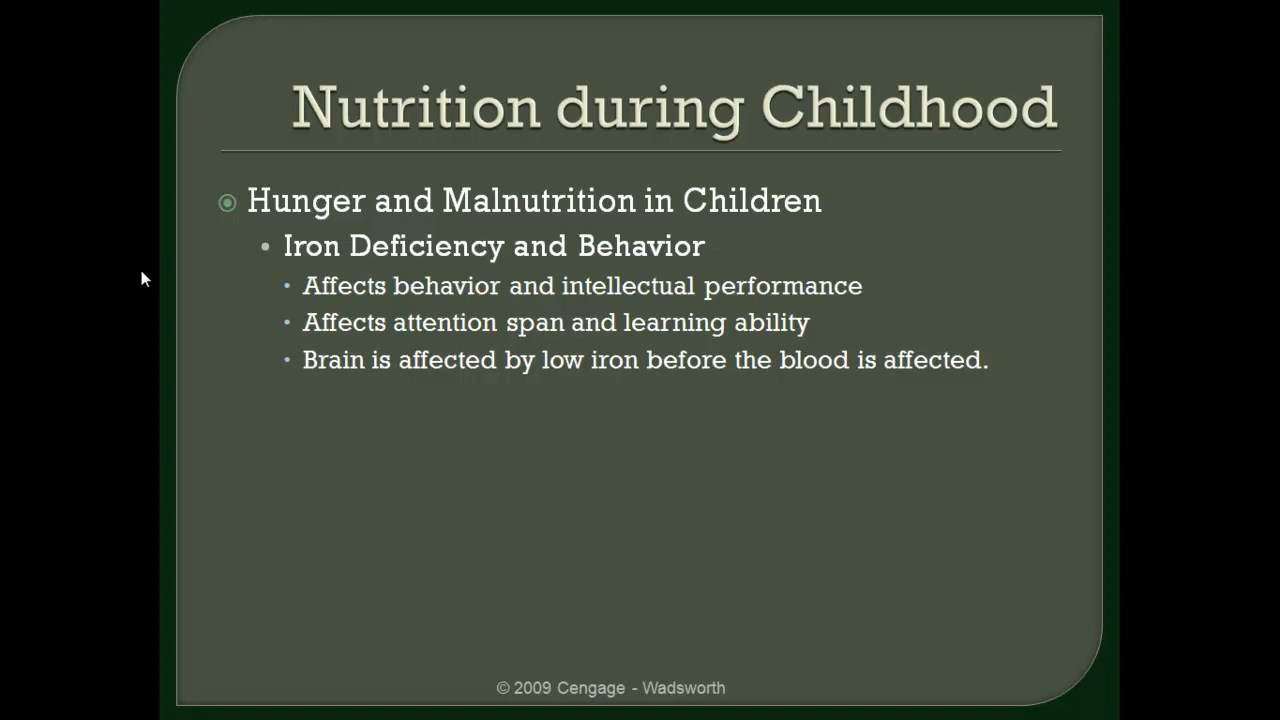 Nutrition during Childhood
Hunger and Malnutrition in Children
Iron Deficiency and Behavior
Affects behavior and intellectual performance
Affects attention span and learning ability
Brain is affected by low iron before the blood is affected.
© 2009 Cengage - Wadsworth